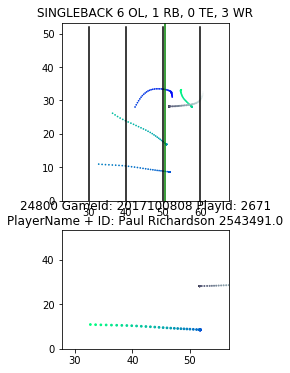 SINGLEBACK 6 OL, 1 RB, 0 TE, 3 WR
50
40
30
20
10
0
30 40 50 60
24800 GameId: 2017100808 PlayId: 2671
PlayerName + ID: Paul Richardson 2543491.0
40
20
0
30 40 50